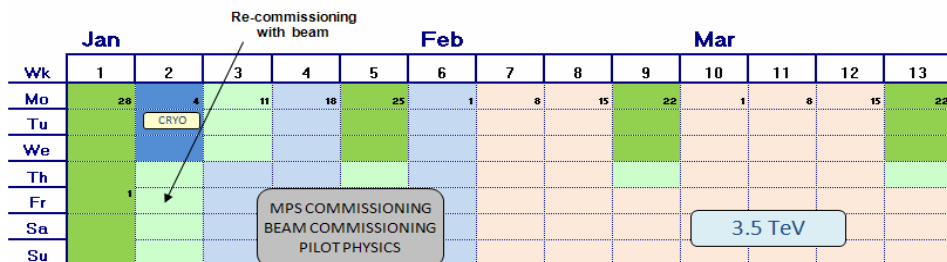 Re-commissioning
with beam
Jan Feb Mar
Wk 1 2 3 4 5 6 7 8 9 10 11 12 13
Mo 28 4 11 18 25 1 8 15 22 1 8 15 22
Tu CRYO
We
Th
Fr 1 MPS COMMISSIONING
Sa BEAM COMMISSIONING 3.5 TeV
Su PILOT PHYSICS